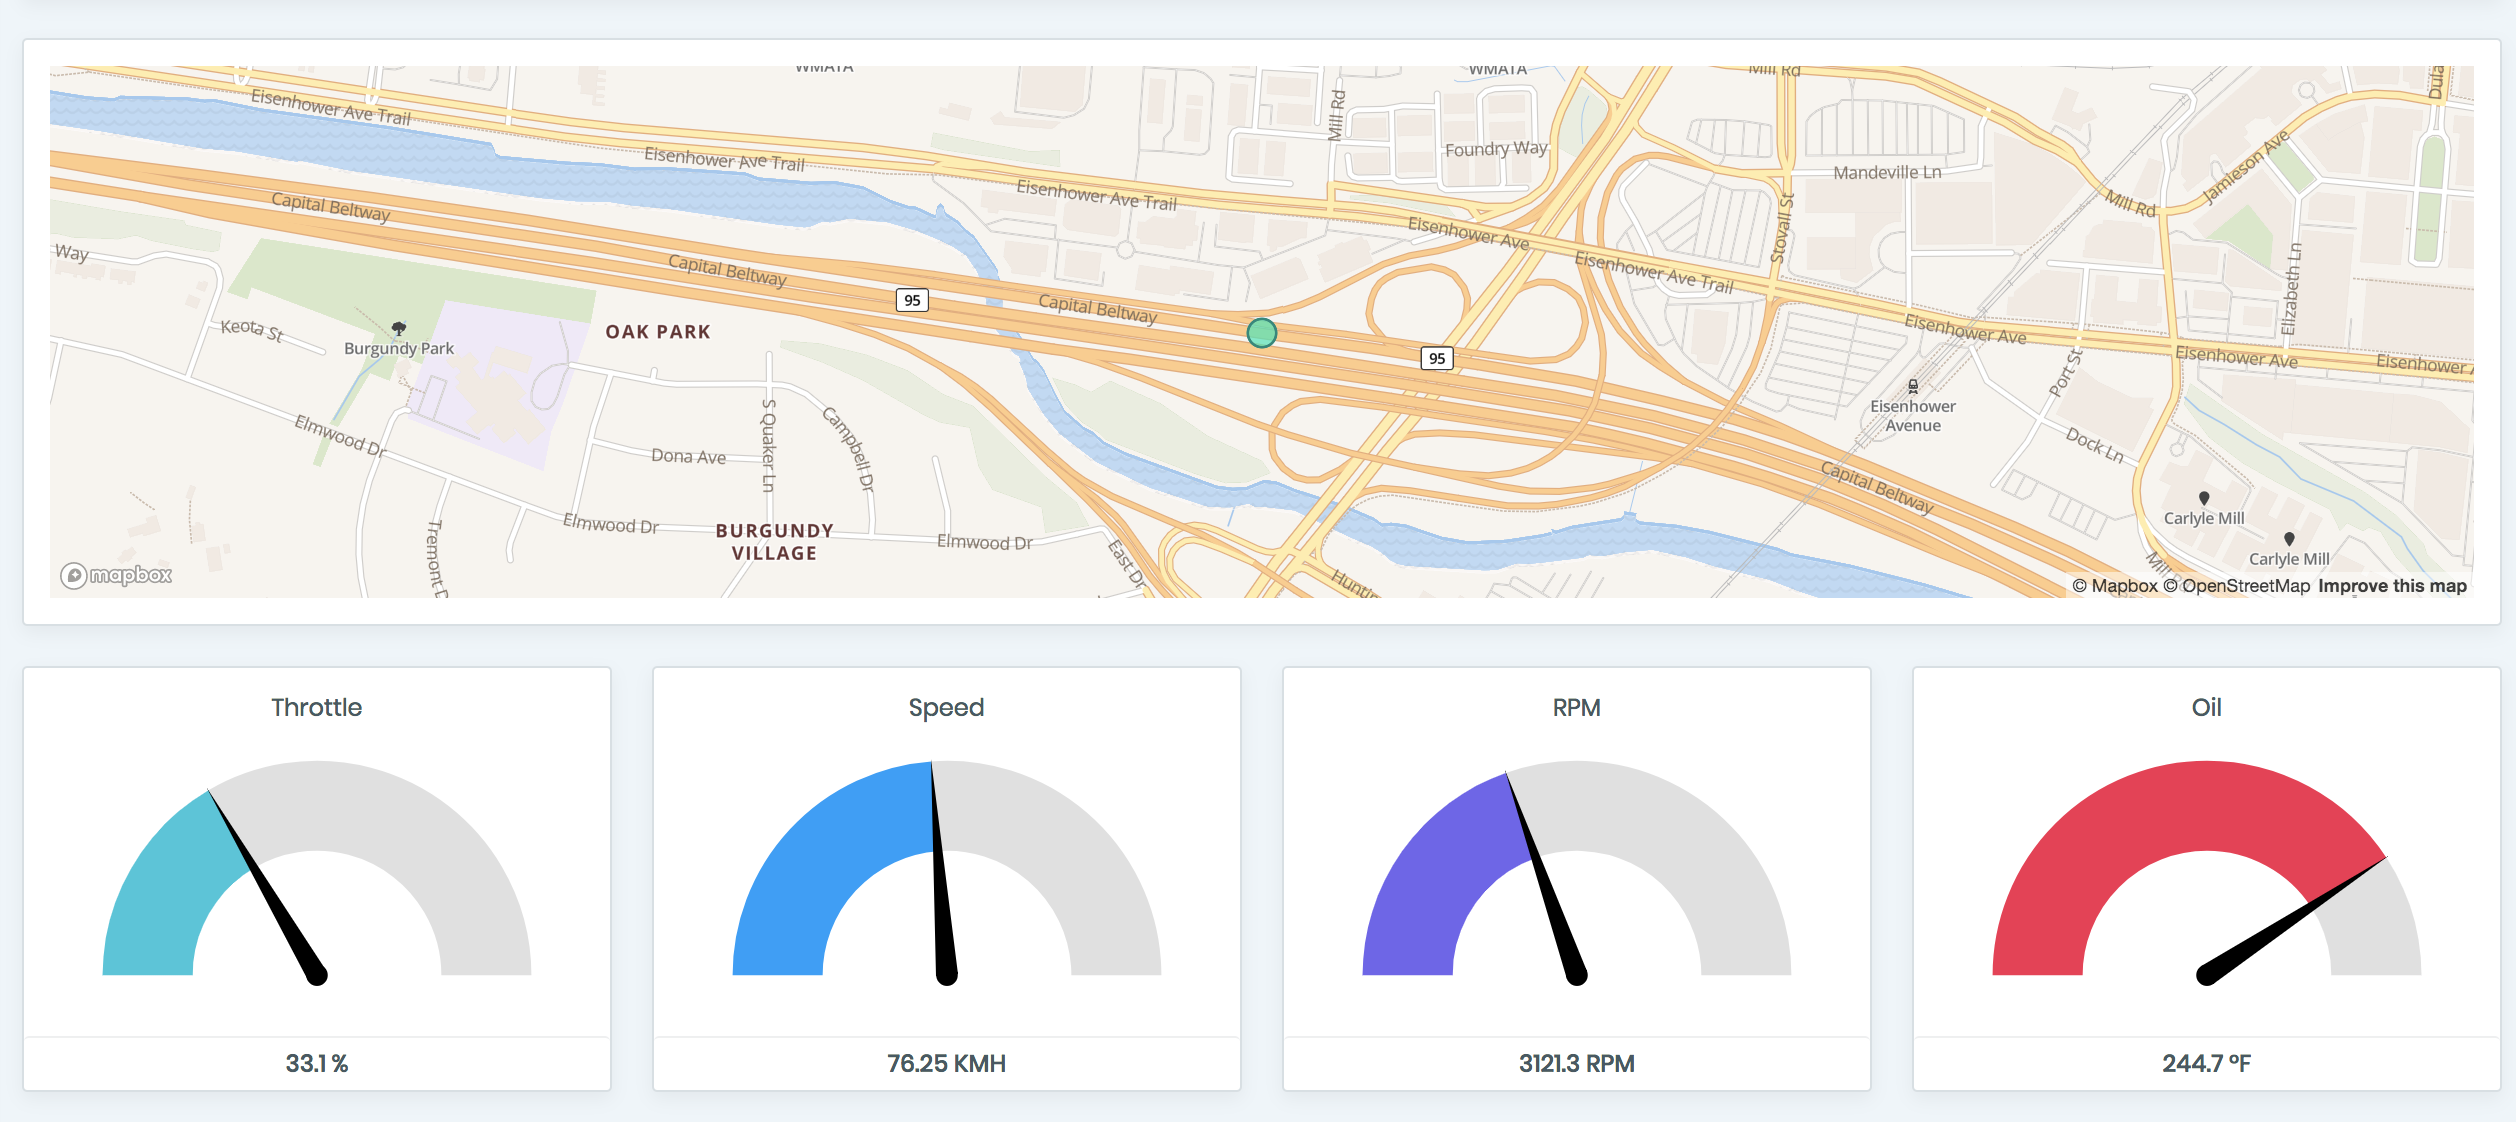 WMATA
WMATA
Mill Rd
Dula
Eisenhower Ave Trail
Mill Rd
Eisenhower Ave Trail
Foundry Way
Mandeville Ln
Jamieson Ave
Eisenhower Ave Trail
Capital Beltway
Mill Rd
Eisenhower Ave
Stovall St
Way
Capital Beltway
Eisenhower Ave Trail
Elizabeth Ln
95
Capital Beltway
Keota St
OAK PARK
Eisenhower Ave
Burgundy Park
95
Eisenhower Ave
Eisenhower A
Port St
Eisenhower
Avenue
Elmwood Dr
S Quaker Ln
Campbell Dr
Dona Ave
Dock Ln
Capital Beltway
Elmwood Dr
BURGUNDY
VILLAGE
Carlyle Mill
Elmwood Dr
Tremont D
East Dr
Carlyle Mill
mapbox
Huntin
Mill R
© Mapbox © OpenStreetMap Improve this map
Throttle
Speed
RPM
Oil
33.1 %
76.25 KMH
3121.3 RPM
244.7 ºF